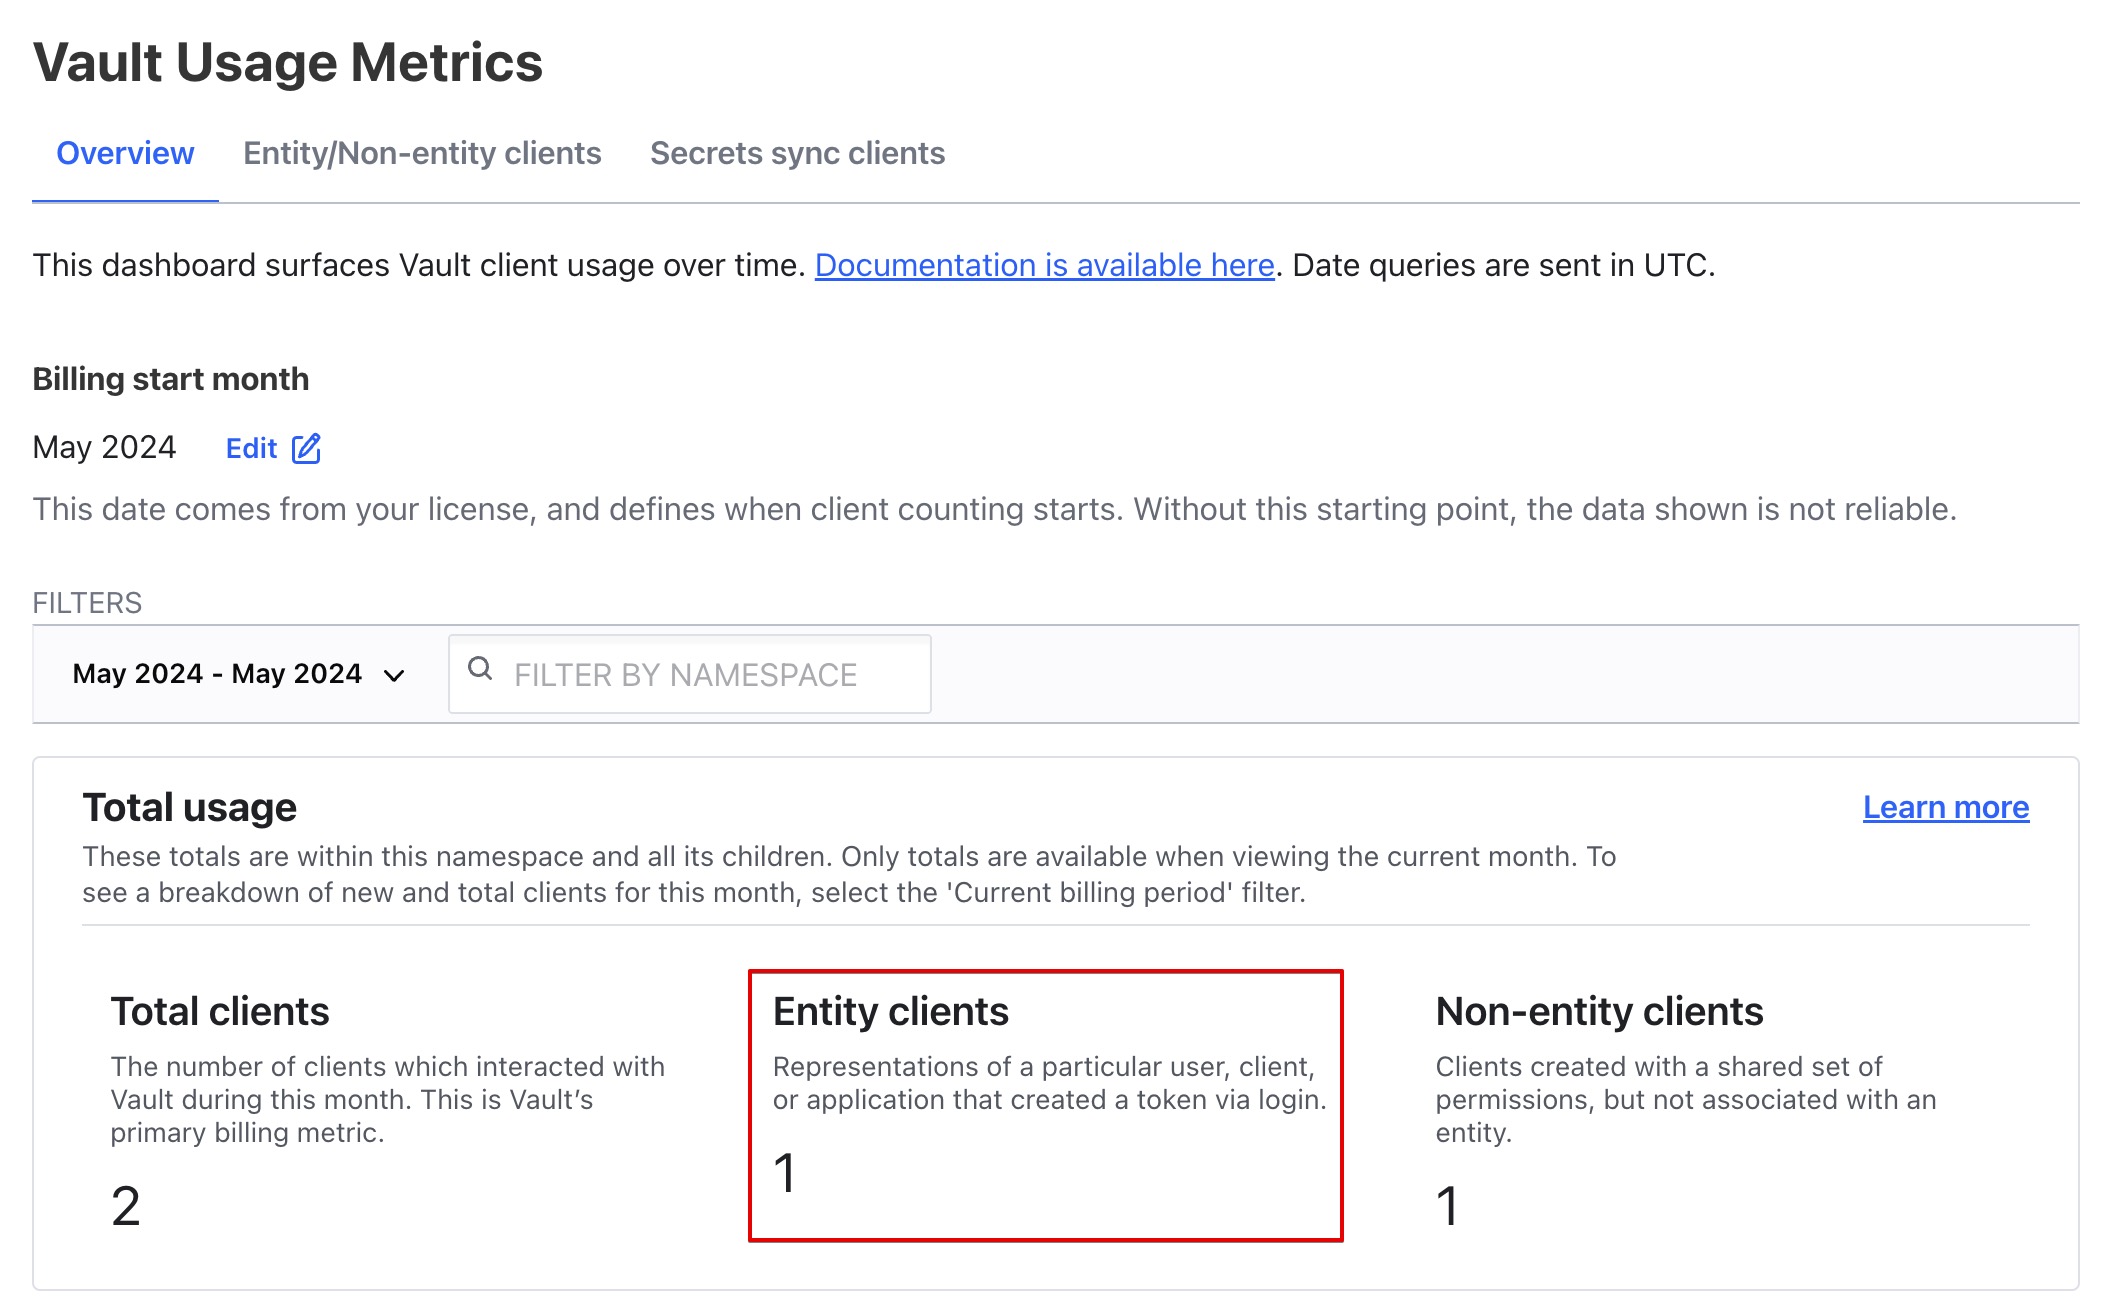 Vault Usage Metrics
Overview Entity/Non-entity clients Secrets sync clients
This dashboard surfaces Vault client usage over time. Documentation is available here. Date queries are sent in UTC.
Billing start month
May 2024 Edit
This date comes from your license, and defines when client counting starts. Without this starting point, the data shown is not reliable.
FILTERS
May 2024 - May 2024 FILTER BY NAMESPACE
Total usage
Learn more
These totals are within this namespace and all its children. Only totals are available when viewing the current month. To
see a breakdown of new and total clients for this month, select the 'Current billing period' filter.
Total clients
The number of clients which interacted with
Vault during this month. This is Vault’s
primary billing metric.
2
Entity clients
Representations of a particular user, client,
or application that created a token via login.
1
Non-entity clients
Clients created with a shared set of
permissions, but not associated with an
entity.
1